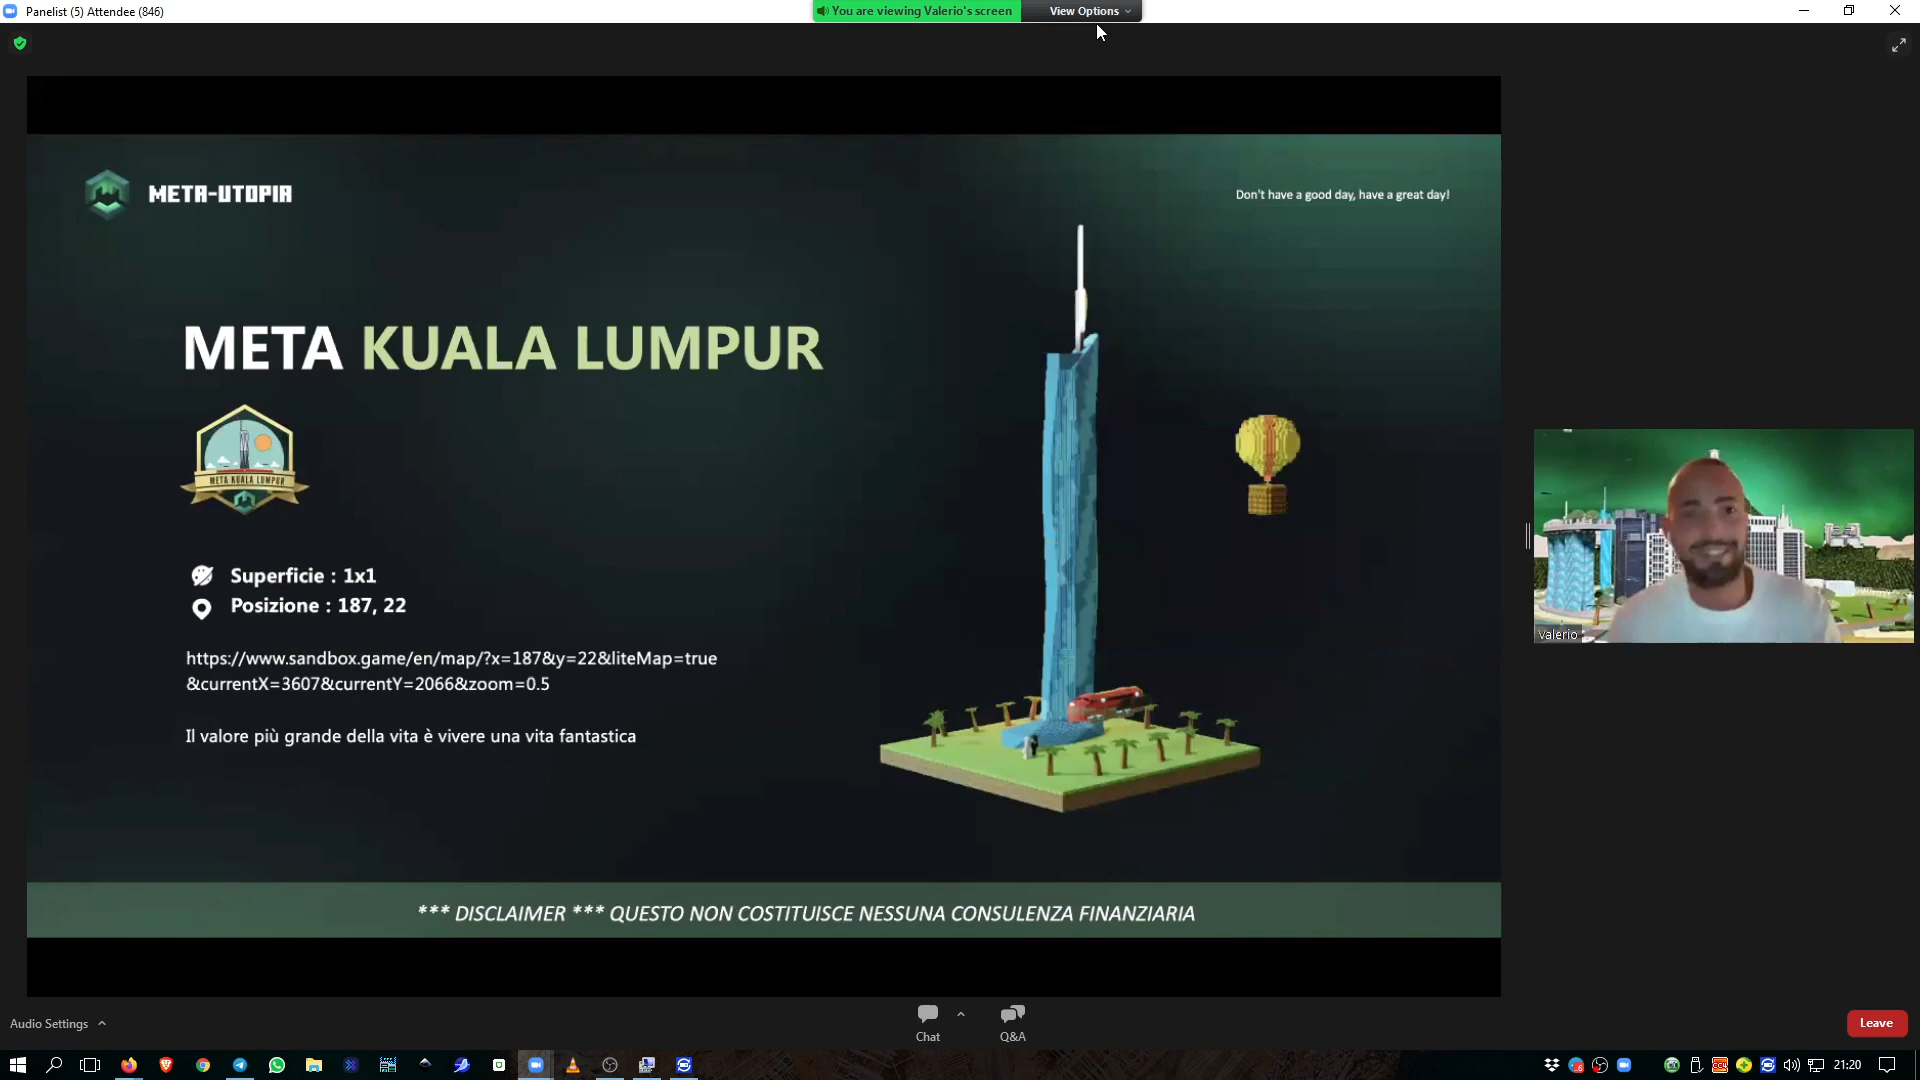 Panelist (5) Attendee (846)
You are viewing Valerio's screen
View Options
META-UTOPIA
Don't have a good day, have a great day!
META KUALA LUMPUR
META KUALA LUMPUR
Superficie : 1x1
Posizione : 187, 22
https://www.sandbox.game/en/map/?x=187&y=22&liteMap=true
&currentX=3607&currentY=2066&zoom=0.5
Il valore più grande della vita è vivere una vita fantastica
Valerio
*** DISCLAIMER *** QUESTO NON COSTITUISCE NESSUNA CONSULENZA FINANZIARIA
Audio Settings
Chat
Q&A
Leave
21:20